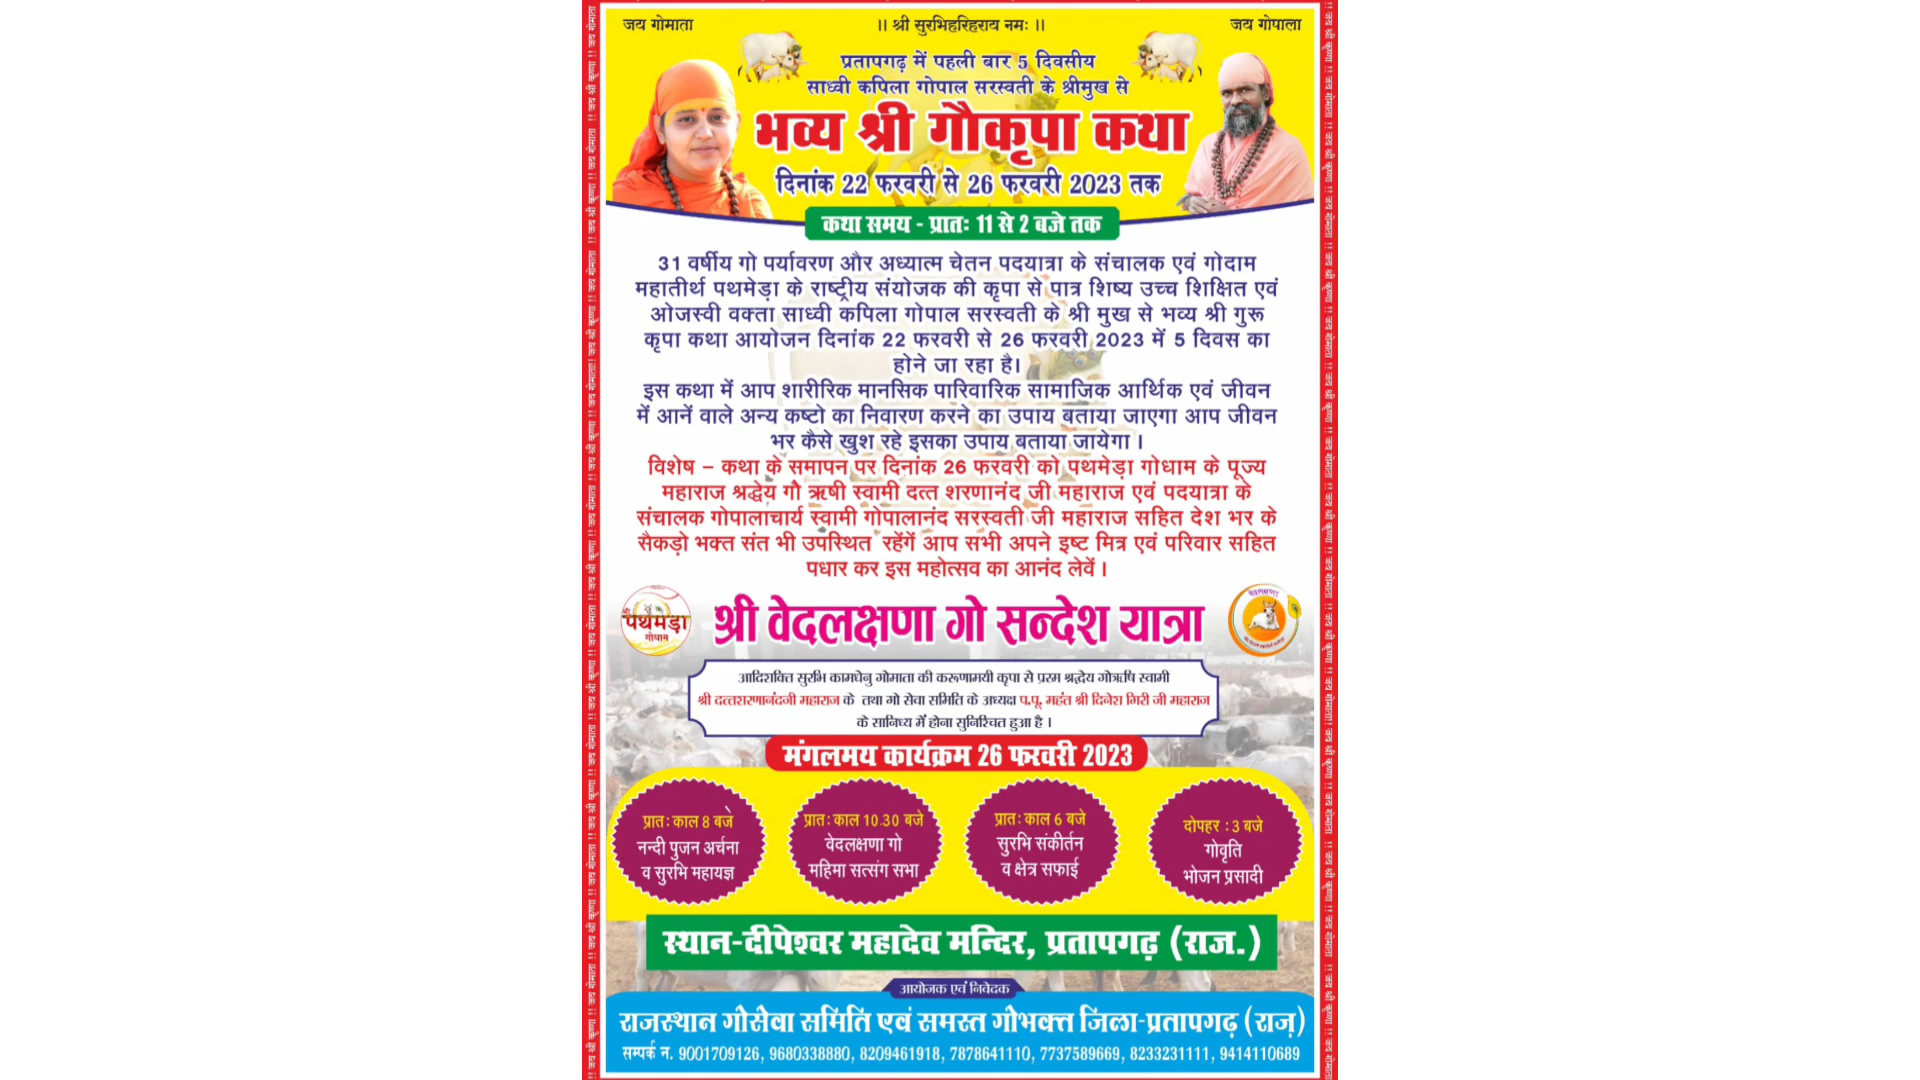 जय गोमाता
।। श्री सुरभिहरिहराय नमः ।।
जय गोपाला
प्रतापगढ़ में पहली बार 5 दिवसीय
साध्वी कपिला गोपाल सरस्वती के श्रीमुख से
भव्य श्री गौकृपा कथा
दिनांक 22 फरवरी से 26 फरवरी 2023 तक
कथा समय - प्रातः 11 से 2 बजे तक
31 वर्षीय गो पर्यावरण और अध्यात्म चेतन पदयात्रा के संचालक एवं गोदाम
महातीर्थ पथमेड़ा के राष्ट्रीय संयोजक की कृपा से पात्र शिष्य उच्च शिक्षित एवं
ओजस्वी वक्ता साध्वी कपिला गोपाल सरस्वती के श्री मुख से भव्य श्री गुरू
कृपा कथा आयोजन दिनांक 22 फरवरी से 26 फरवरी 2023 में 5 दिवस का
होने जा रहा है।
इस कथा में आप शारीरिक मानसिक पारिवारिक सामाजिक आर्थिक एवं जीवन
में आनें वाले अन्य कष्टो का निवारण करने का उपाय बताया जाएगा आप जीवन
भर कैसे खुश रहे इसका उपाय बताया जायेगा ।
विशेष – कथा के समापन पर दिनांक 26 फरवरी को पथमेड़ा गोधाम के पूज्य
महाराज श्रद्धेय गौ ऋषी स्वामी दत्त शरणानंद जी महाराज एवं पदयात्रा के
संचालक गोपालाचार्य स्वामी गोपालानंद सरस्वती जी महाराज सहित देश भर के
सैकड़ो भक्त संत भी उपस्थित रहेंगें आप सभी अपने इष्ट मित्र एवं परिवार सहित
पधार कर इस महोत्सव का आनंद लेवें ।
पथमेड़ा
गोधाम
श्री वेदलक्षणा गो सन्देश यात्रा
वेदलक्षणा
आदिशक्ति सुरभि कामधेनु गोमाता की करूणामयी कृपा से प्ररम श्रद्धेय गोऋषि स्वामी
श्री दत्तशरणानंदजी महाराज के तथा गो सेवा समिति के अध्यक्ष प.पू. महंत श्री दिनेश गिरी जी महाराज
के सानिध्य में होना सुनिश्चित हुआ है ।
मंगलमय कार्यक्रम 26 फरवरी 2023
प्रातः काल 8 बजे
नन्दी पुजन अर्चना
व सुरभि महायज्ञ
प्रातः काल 10.30 बजे
वेदलक्षणा गो
महिमा सत्संग सभा
प्रातः काल 6 बजे
सुरभि संकीर्तन
व क्षेत्र सफाई
दोपहर : 3 बजे
गोवृति
भोजन प्रसादी
स्थान-दीपेश्वर महादेव मन्दिर, प्रतापगढ़ (राज.)
आयोजक एवं निवेदक
राजस्थान गोसेवा समिति एवं समस्त गोभक्त जिला-प्रतापगढ़ (राज़)
सम्पर्क न. 9001709126, 9680338880, 8209461918, 7878641110, 7737589669, 8233231111, 9414110689